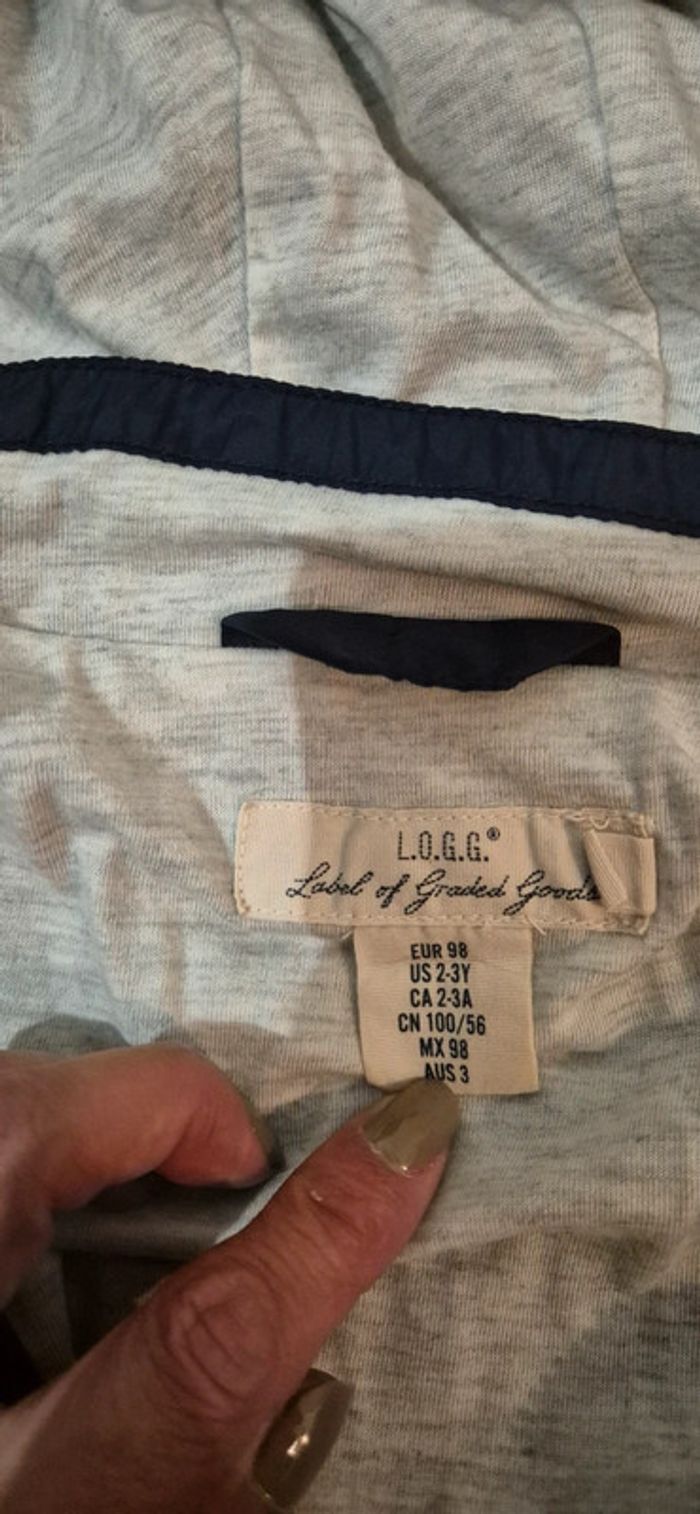 L.O.G.G.®
Label of Graded Goods
EUR 98
US 2-3Y
CA 2-3A
CN 100/56
MX 98
AUS 3